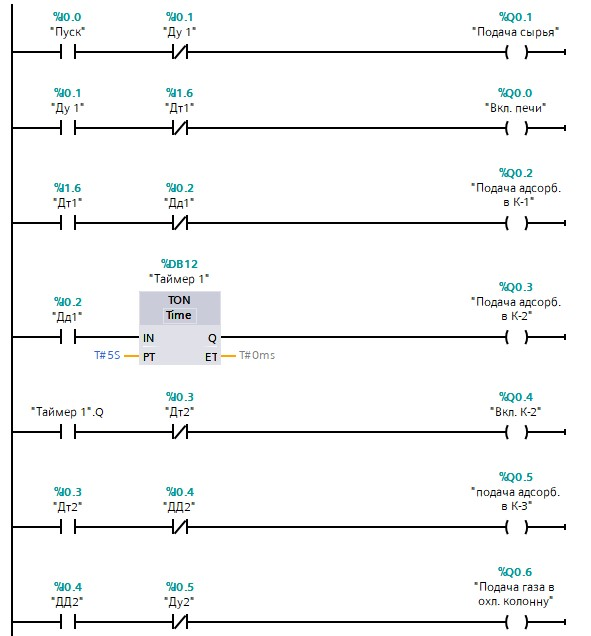 %I0.0 %I0.1 %Q0.1
"Пуск" "Ду 1" "Подача сырья"
%I0.1 %I1.6 %Q0.0
"Ду 1" "Дт1" "Вкл. печи"
%I1.6 %I0.2 %Q0.2
"Дт1" "Дд1" "Подача адсорб.
в К-1"
%DB12
"Таймер 1"
%I0.2 TON %Q0.3
"Дд1" Time "Подача адсорб.
в К-2"
IN Q
T#5S PT ET T#0ms
%I0.3 %Q0.4
"Таймер 1".Q "Дт2" "Вкл. К-2"
%I0.3 %I0.4 %Q0.5
"Дт2" "ДД2" "подача адсорб.
в К-3"
%I0.4 %I0.5 %Q0.6
"ДД2" "Ду2" "Подача газа в
охл. колонну"